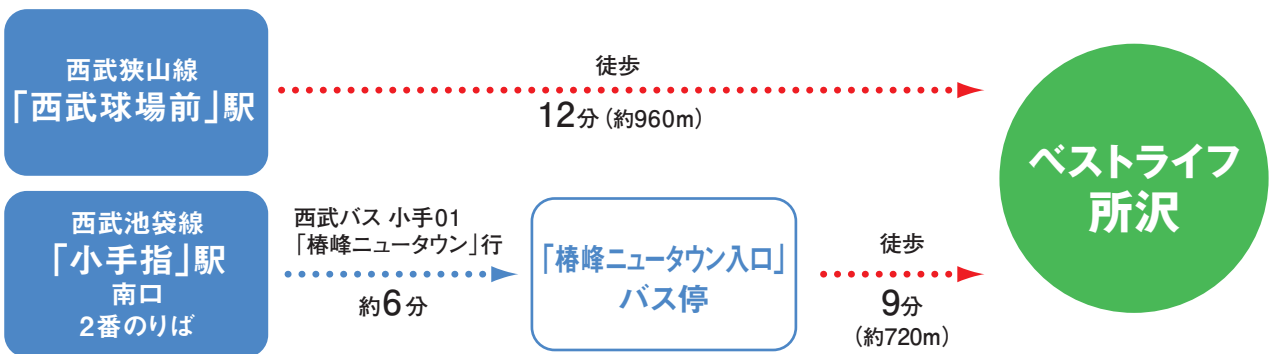 西武狭山線
「西武球場前」駅
徒歩
12分（約960m）
西武池袋線
「小手指」駅
南口
2番のりば
西武バス 小手01
「椿峰ニュータウン」行
約6分
「椿峰ニュータウン入口」
バス停
徒歩
9分
（約720m）
ベストライフ
所沢